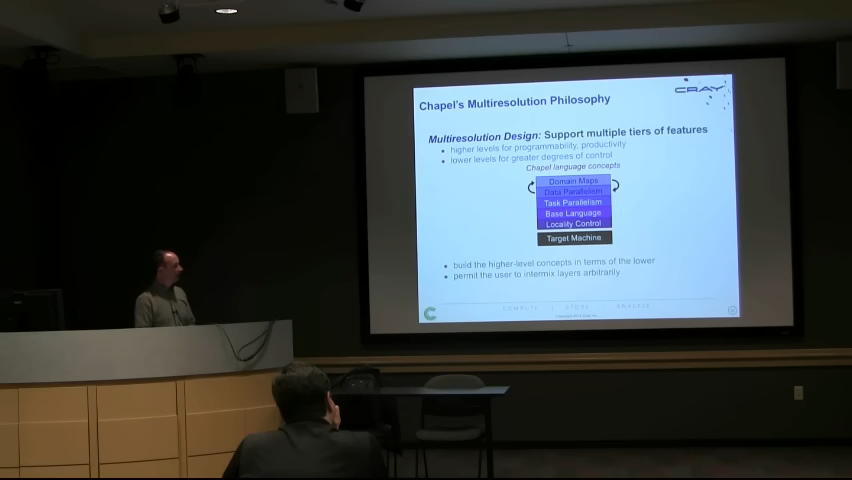 CRAY
Chapel's Multiresolution Philosophy
Multiresolution Design: Support multiple tiers of features
• higher levels for programmability, productivity
• lower levels for greater degrees of control
Chapel language concepts
Domain Maps
Data Parallelism
Task Parallelism
Base Language
Locality Control
Target Machine
• build the higher-level concepts in terms of the lower
• permit the user to intermix layers arbitrarily
COMPUTE | STORE | ANALYZE